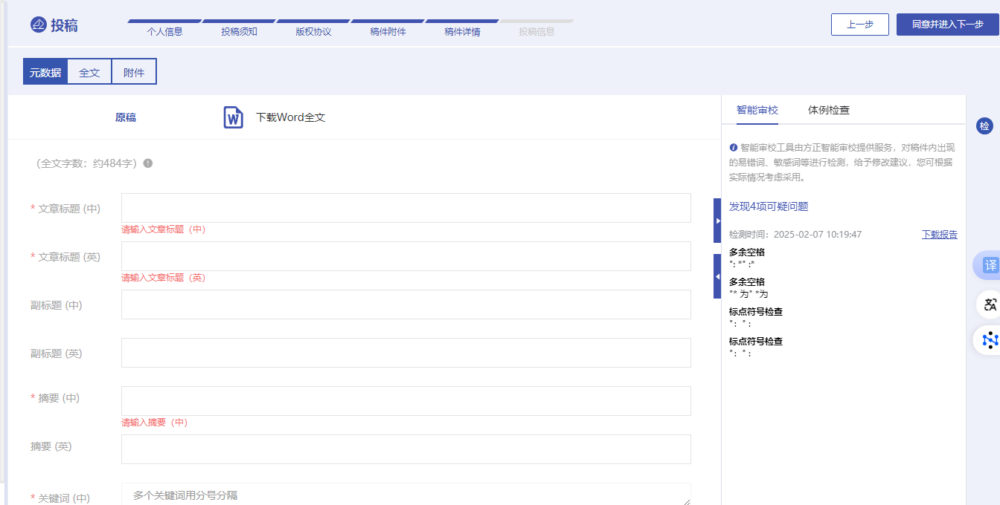 投稿
个人信息
投稿须知
版权协议
稿件附件
稿件详情
投稿信息
上一步
同意并进入下一步
元数据
全文
附件
原稿
W
下载Word全文
(全文字数：约484字)
* 文章标题 (中)
请输入文章标题（中）
* 文章标题 (英)
请输入文章标题（英）
副标题 (中)
副标题 (英)
* 摘要 (中)
请输入摘要（中）
摘要 (英)
* 关键词 (中)
多个关键词用分号分隔
智能审校
体例检查
智能审校工具由方正智能审校提供服务，对稿件内出现
的易错词、敏感词等进行检测，给予修改建议，您可根据
实际情况考虑采用。
发现4项可疑问题
检测时间：2025-02-07 10:19:47
下载报告
多余空格
": *" :*
多余空格
"* 为" *为
标点符号检查
"：" :
标点符号检查
"：" :
检
译